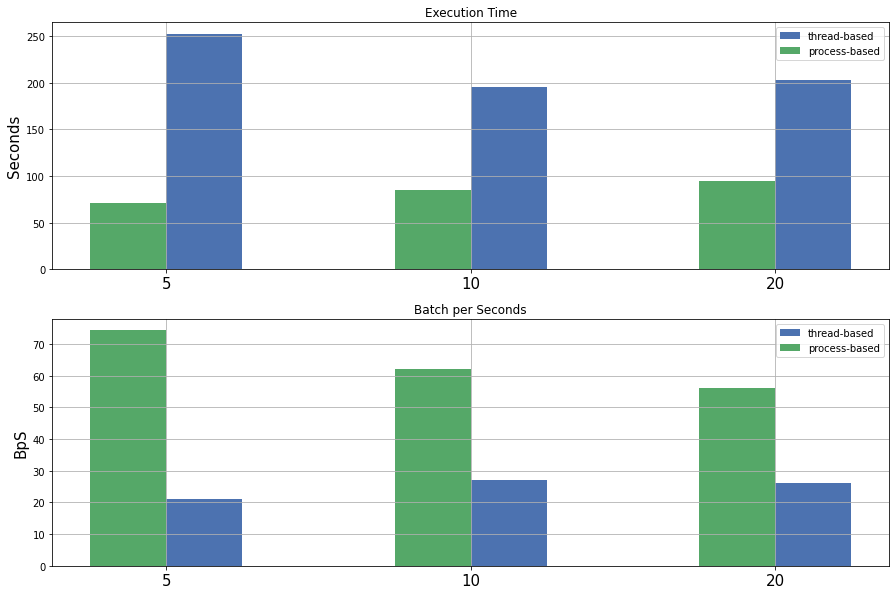 Execution Time
thread-based
process-based
250
200
150
100
50
0
Seconds
5 10 20
Batch per Seconds
thread-based
process-based
70
60
50
40
30
20
10
0
BpS
5 10 20